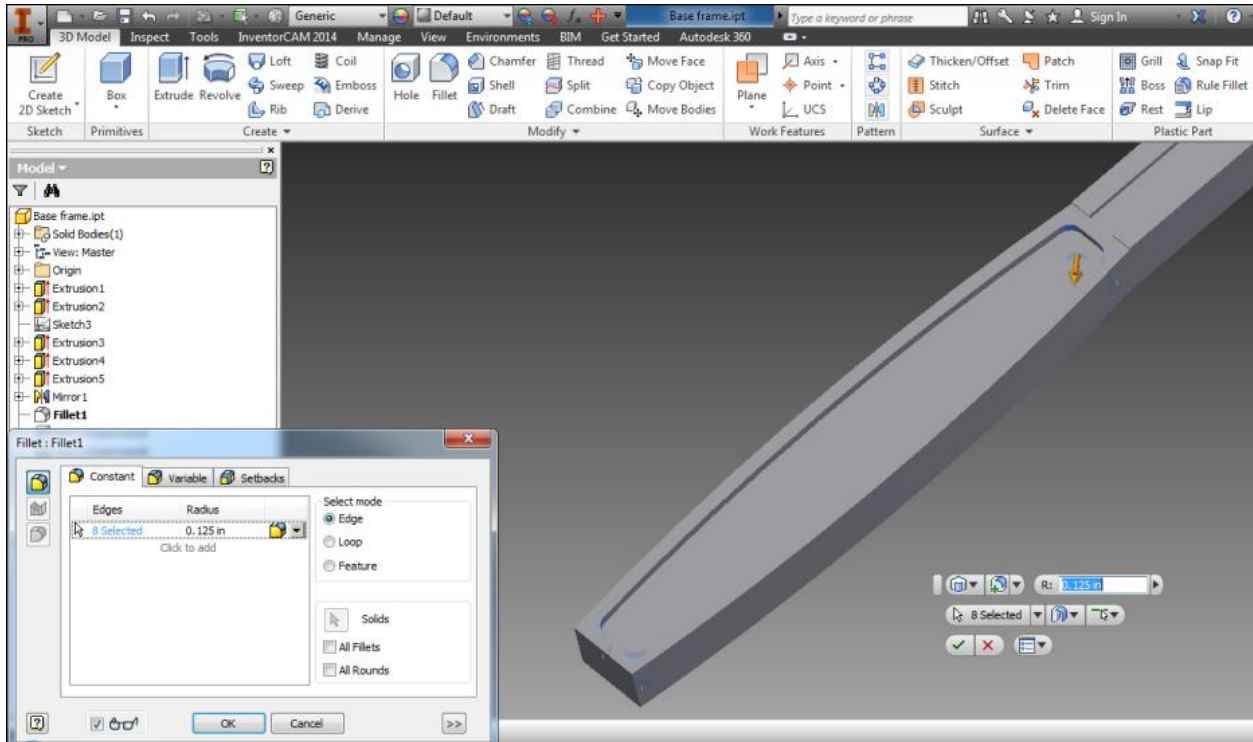 Generic Default Base frame.ipt Type a keyword or phrase Sign In
PRO 3D Model Inspect Tools InventorCAM 2014 Manage View Environments BIM Get Started Autodesk 360
Loft Coil Chamfer Thread Move Face Axis Thicken/Offset Patch Grill Snap Fit
Create 2D Sketch Box Extrude Revolve Sweep Emboss Hole Fillet Shell Split Copy Object Plane Point Stitch Trim Boss Rule Fillet
Rib Derive Draft Combine Move Bodies UCS Sculpt Delete Face Rest Lip
Sketch Primitives Create Modify Work Features Pattern Surface Plastic Part
Model
Base frame.ipt
Solid Bodies(1)
View: Master
Origin
Extrusion1
Extrusion2
Sketch3
Extrusion3
Extrusion4
Extrusion5
Mirror1
Fillet1
Fillet : Fillet1
Constant Variable Setbacks
Edges Radius
8 Selected 0.125 in
Click to add
Select mode
Edge
Loop
Feature
Solids
All Fillets
All Rounds
OK Cancel >>
R: 0.125 in
8 Selected